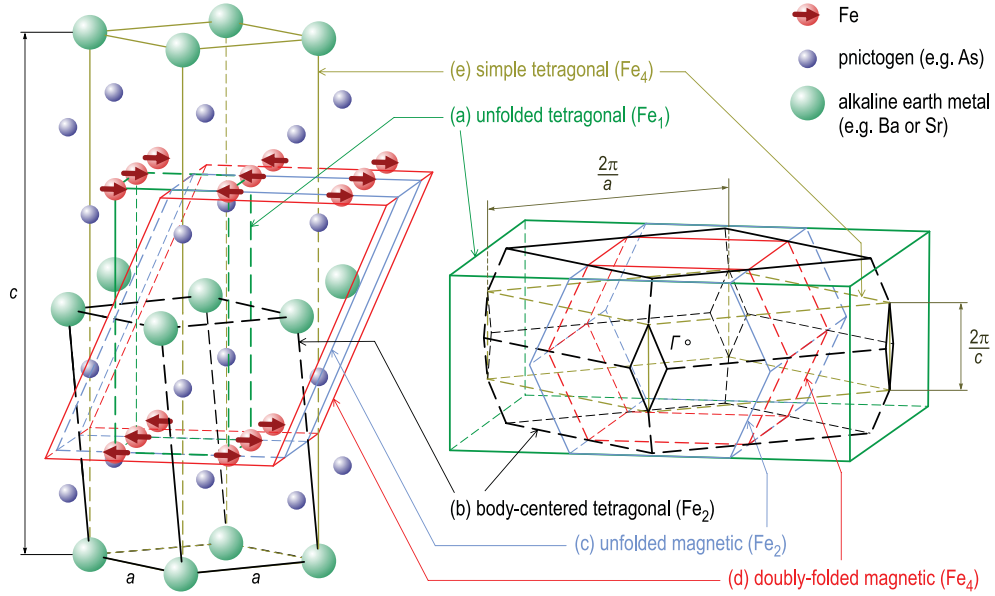 Fe
pnictogen (e.g. As)
alkaline earth metal
(e.g. Ba or Sr)
(e) simple tetragonal (Fe4)
(a) unfolded tetragonal (Fe1)
2π
a
c
Γ
2π
c
(b) body-centered tetragonal (Fe2)
(c) unfolded magnetic (Fe2)
(d) doubly-folded magnetic (Fe4)
a a